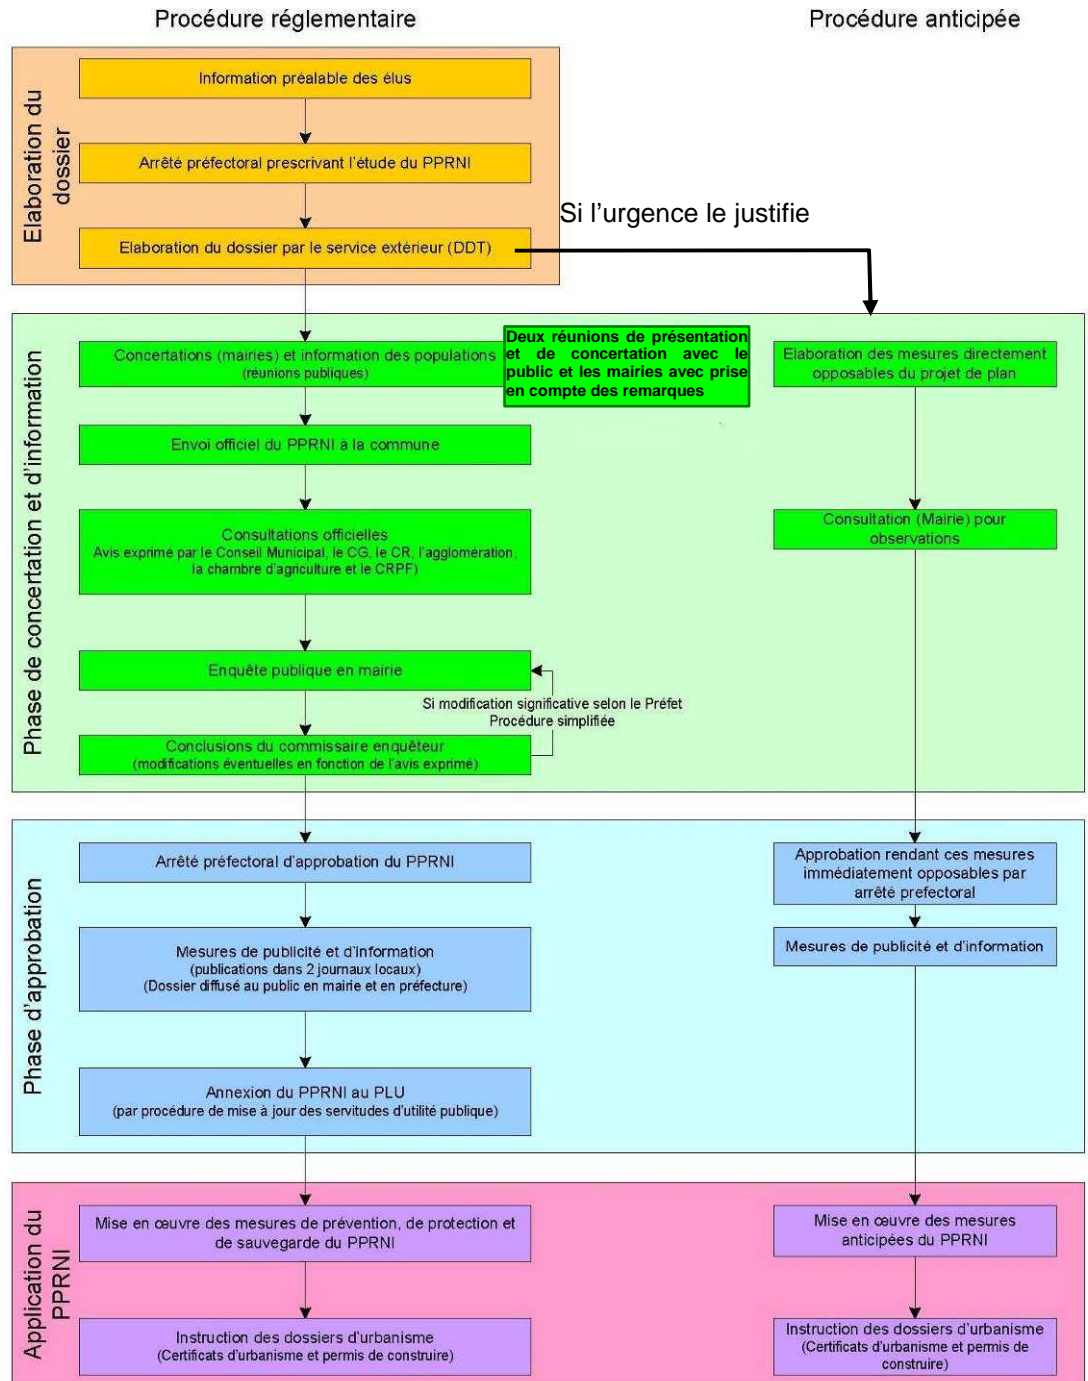 Procédure réglementaire
Procédure anticipée
Elaboration du
dossier
Information préalable des élus
Arrêté préfectoral prescrivant l'étude du PPRNI
Elaboration du dossier par le service extérieur (DDT)
Si l'urgence le justifie
Phase de concertation et d'information
Concertations (mairies) et information des populations
(réunions publiques)
Deux réunions de présentation
et de concertation avec le
public et les mairies avec prise
en compte des remarques
Elaboration des mesures directement
opposables du projet de plan
Envoi officiel du PPRNI à la commune
Consultations officielles
Avis exprimé par le Conseil Municipal, le CG, le CR, l'agglomération,
la chambre d'agriculture et le CRPF)
Consultation (Mairie) pour
observations
Enquête publique en mairie
Si modification significative selon le Préfet
Procédure simplifiée
Conclusions du commissaire enquêteur
(modifications éventuelles en fonction de l'avis exprimé)
Phase d'approbation
Arrêté préfectoral d'approbation du PPRNI
Approbation rendant ces mesures
immédiatement opposables par
arrêté prefectoral
Mesures de publicité et d'information
(publications dans 2 journaux locaux)
(Dossier diffusé au public en mairie et en préfecture)
Mesures de publicité et d'information
Annexion du PPRNI au PLU
(par procédure de mise à jour des servitudes d'utilité publique)
Application du
PPRNI
Mise en œuvre des mesures de prévention, de protection et
de sauvegarde du PPRNI
Mise en œuvre des mesures
anticipées du PPRNI
Instruction des dossiers d'urbanisme
(Certificats d'urbanisme et permis de construire)
Instruction des dossiers d'urbanisme
(Certificats d'urbanisme et permis de
construire)